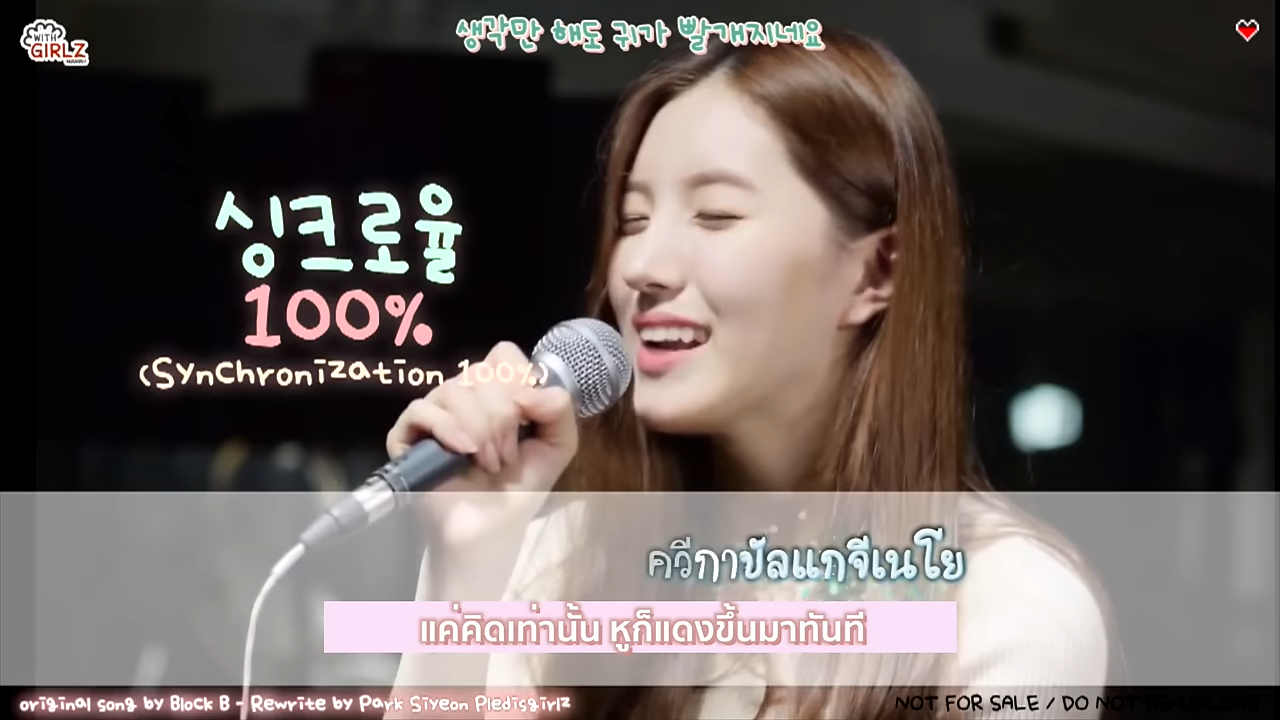 WITH
GIRLZ
생각만 해도 귀가 빨개지네요
싱크로율
100%
(Synchronization 100%)
ควีกาปัลแกจีเนโย
แค่คิดเท่านั้น หูก็แดงขึ้นมาทันที
original song by Block B - Rewrite by Park Siyeon Pledisgirlz
NOT FOR SALE / DO NOT